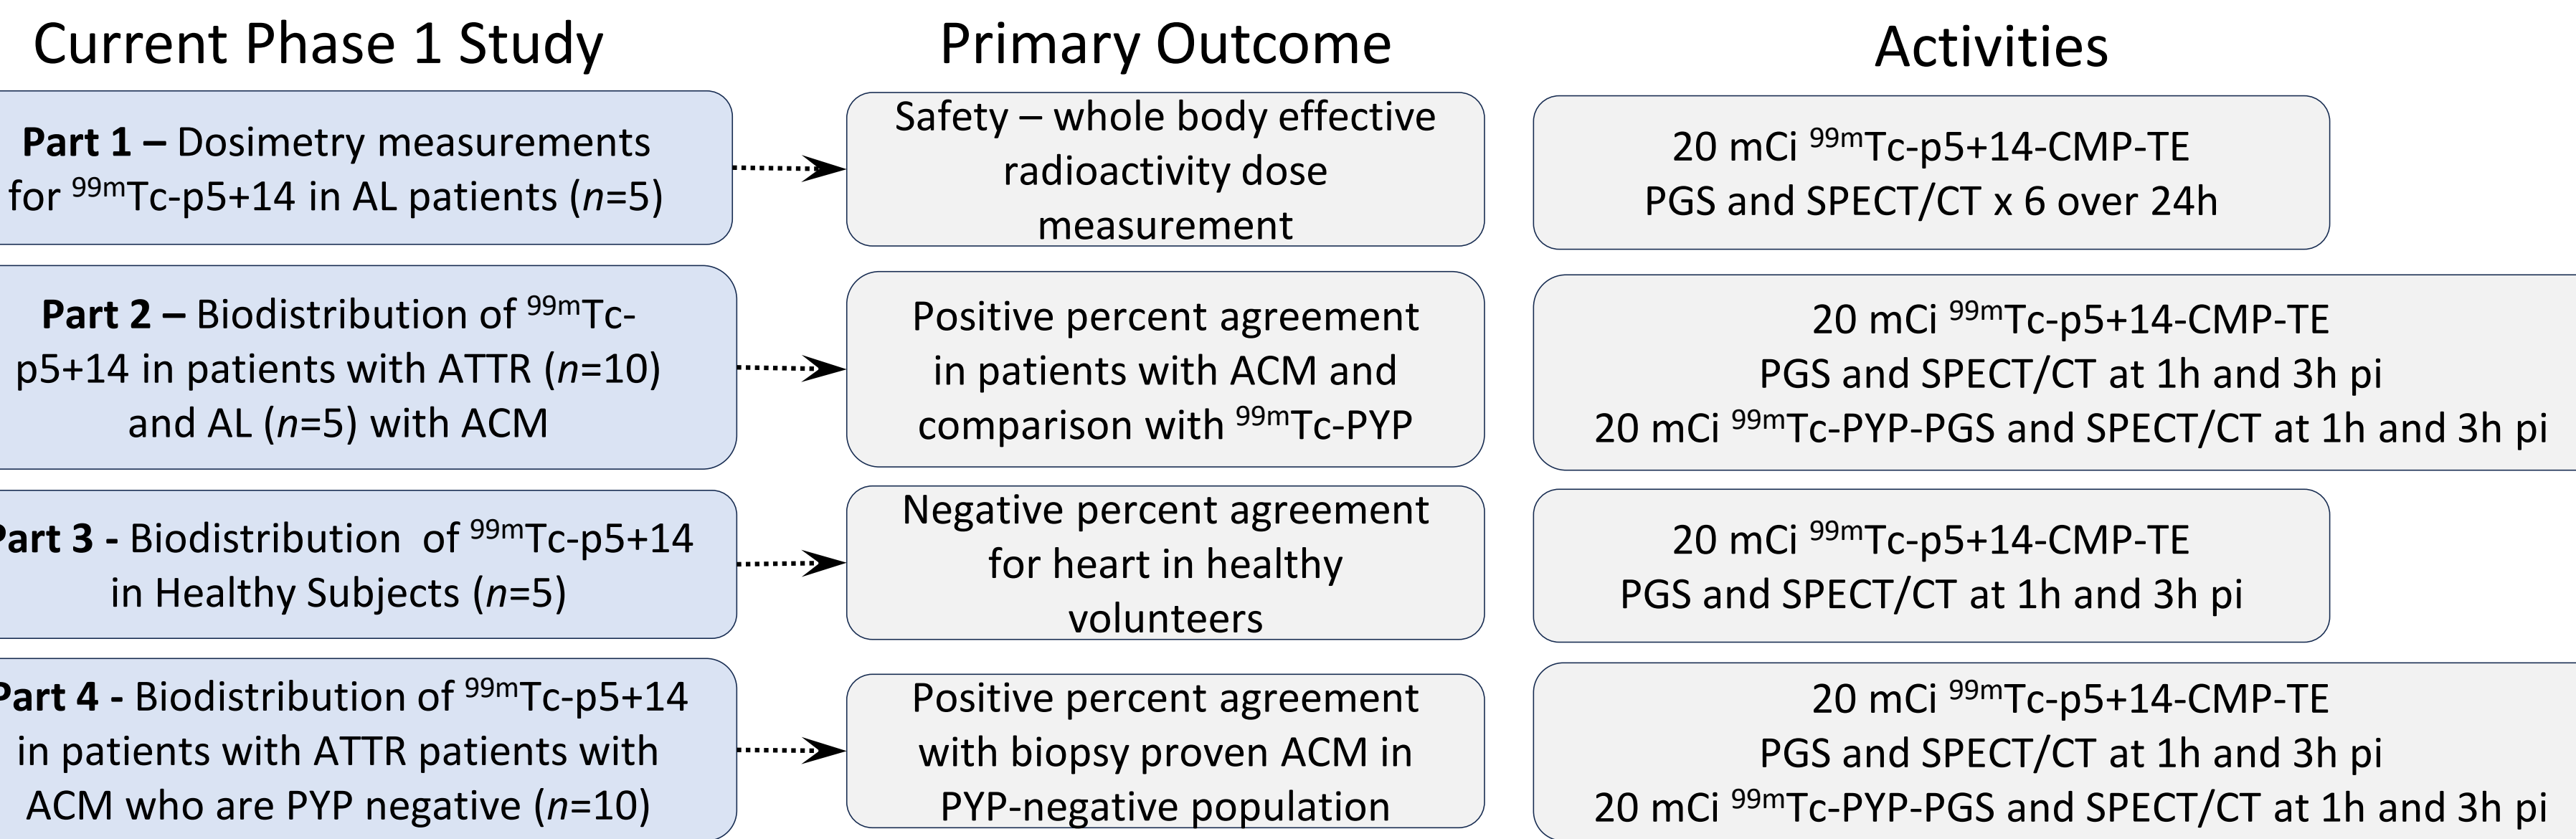 Current Phase 1 Study
Primary Outcome
Activities
Part 1 – Dosimetry measurements
for ⁹⁹ᵐTc-p5+14 in AL patients (n=5)
Safety – whole body effective
radioactivity dose
measurement
20 mCi ⁹⁹ᵐTc-p5+14-CMP-TE
PGS and SPECT/CT x 6 over 24h
Part 2 – Biodistribution of ⁹⁹ᵐTc-
p5+14 in patients with ATTR (n=10)
and AL (n=5) with ACM
Positive percent agreement
in patients with ACM and
comparison with ⁹⁹ᵐTc-PYP
20 mCi ⁹⁹ᵐTc-p5+14-CMP-TE
PGS and SPECT/CT at 1h and 3h pi
20 mCi ⁹⁹ᵐTc-PYP-PGS and SPECT/CT at 1h and 3h pi
Part 3 - Biodistribution of ⁹⁹ᵐTc-p5+14
in Healthy Subjects (n=5)
Negative percent agreement
for heart in healthy
volunteers
20 mCi ⁹⁹ᵐTc-p5+14-CMP-TE
PGS and SPECT/CT at 1h and 3h pi
Part 4 - Biodistribution of ⁹⁹ᵐTc-p5+14
in patients with ATTR patients with
ACM who are PYP negative (n=10)
Positive percent agreement
with biopsy proven ACM in
PYP-negative population
20 mCi ⁹⁹ᵐTc-p5+14-CMP-TE
PGS and SPECT/CT at 1h and 3h pi
20 mCi ⁹⁹ᵐTc-PYP-PGS and SPECT/CT at 1h and 3h pi